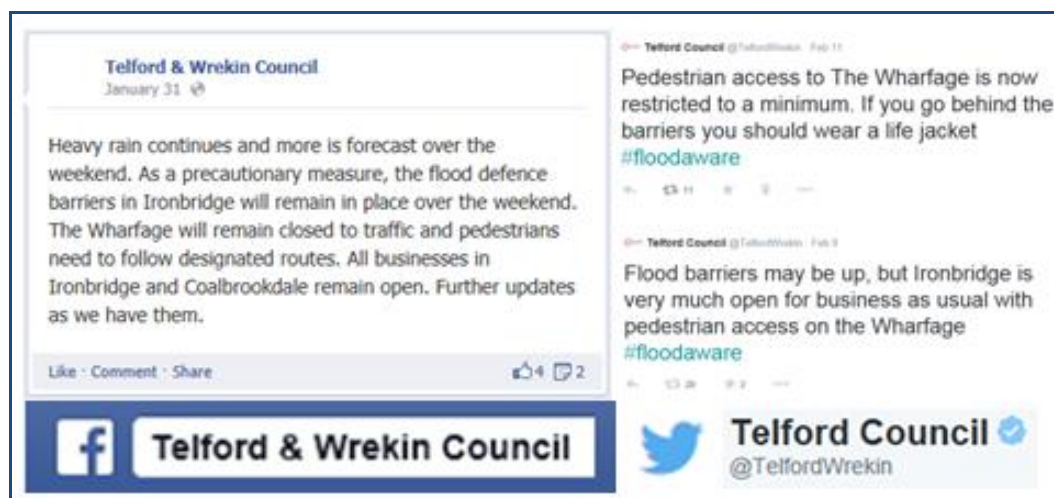 Telford & Wrekin Council
January 31
Heavy rain continues and more is forecast over the
weekend. As a precautionary measure, the flood defence
barriers in Ironbridge will remain in place over the weekend.
The Wharfage will remain closed to traffic and pedestrians
need to follow designated routes. All businesses in
Ironbridge and Coalbrookdale remain open. Further updates
as we have them.
Like · Comment · Share
4 2
f Telford & Wrekin Council
Telford Council @TelfordWrekin · Feb 11
Pedestrian access to The Wharfage is now
restricted to a minimum. If you go behind the
barriers you should wear a life jacket
#floodaware
11
Telford Council @TelfordWrekin
Flood barriers may be up, but Ironbridge is
very much open for business as usual with
pedestrian access on the Wharfage
#floodaware
Telford Council
@TelfordWrekin